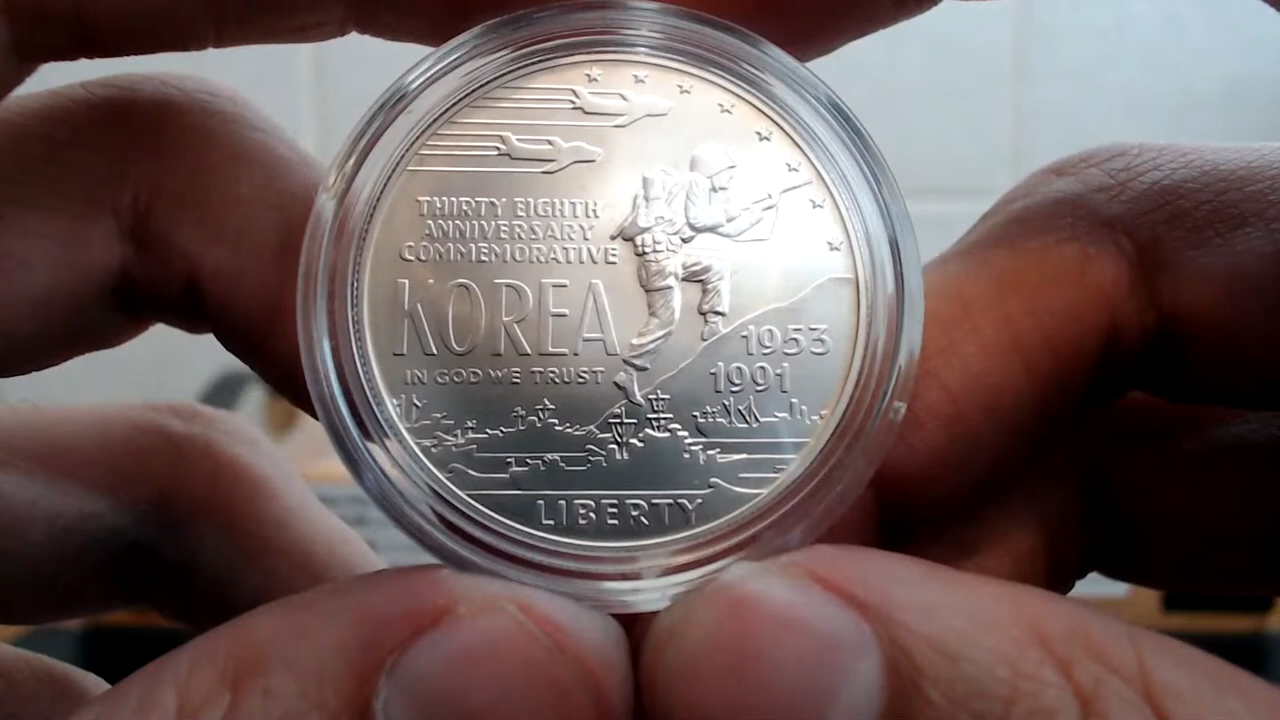 THIRTY EIGHTH
ANNIVERSARY
COMMEMORATIVE
KOREA
IN GOD WE TRUST
1953
1991
LIBERTY